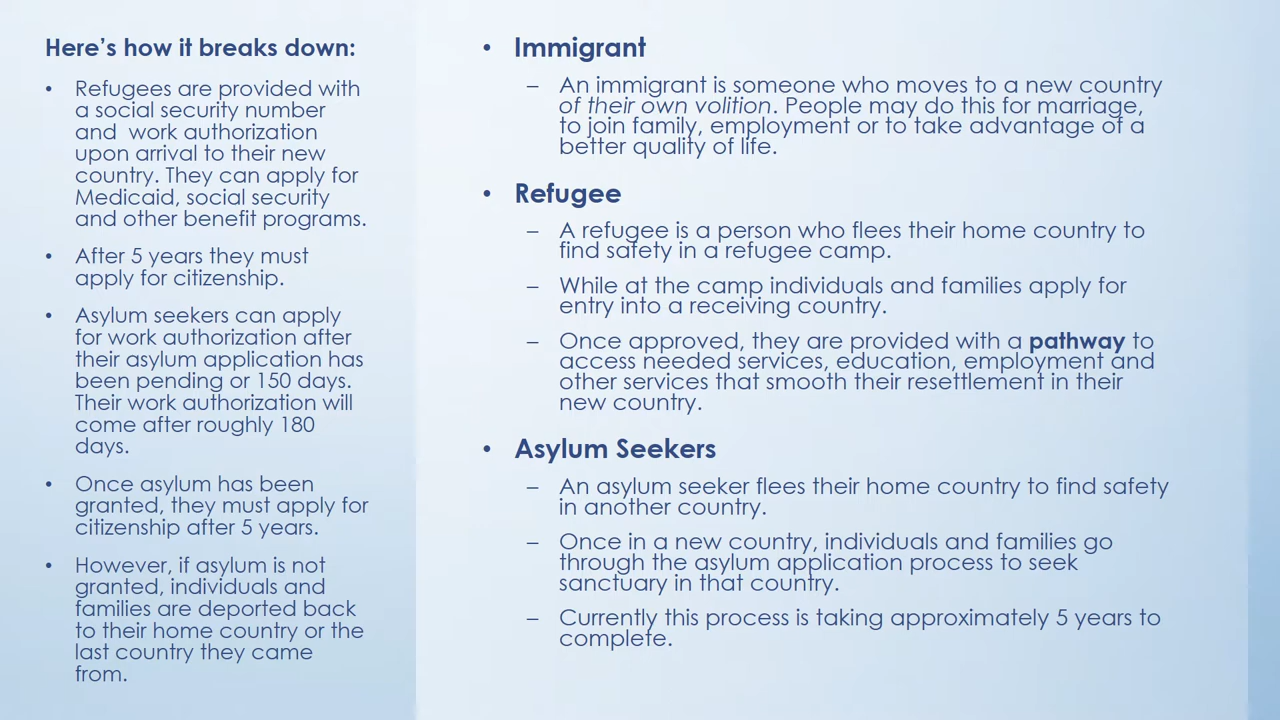 Here's how it breaks down:
• Refugees are provided with
a social security number
and  work authorization
upon arrival to their new
country. They can apply for
Medicaid, social security
and other benefit programs.
• After 5 years they must
apply for citizenship.
• Asylum seekers can apply
for work authorization after
their asylum application has
been pending or 150 days.
Their work authorization will
come after roughly 180
days.
• Once asylum has been
granted, they must apply for
citizenship after 5 years.
• However, if asylum is not
granted, individuals and
families are deported back
to their home country or the
last country they came
from.
• Immigrant
– An immigrant is someone who moves to a new country
of their own volition. People may do this for marriage,
to join family, employment or to take advantage of a
better quality of life.
• Refugee
– A refugee is a person who flees their home country to
find safety in a refugee camp.
– While at the camp individuals and families apply for
entry into a receiving country.
– Once approved, they are provided with a pathway to
access needed services, education, employment and
other services that smooth their resettlement in their
new country.
• Asylum Seekers
– An asylum seeker flees their home country to find safety
in another country.
– Once in a new country, individuals and families go
through the asylum application process to seek
sanctuary in that country.
– Currently this process is taking approximately 5 years to
complete.